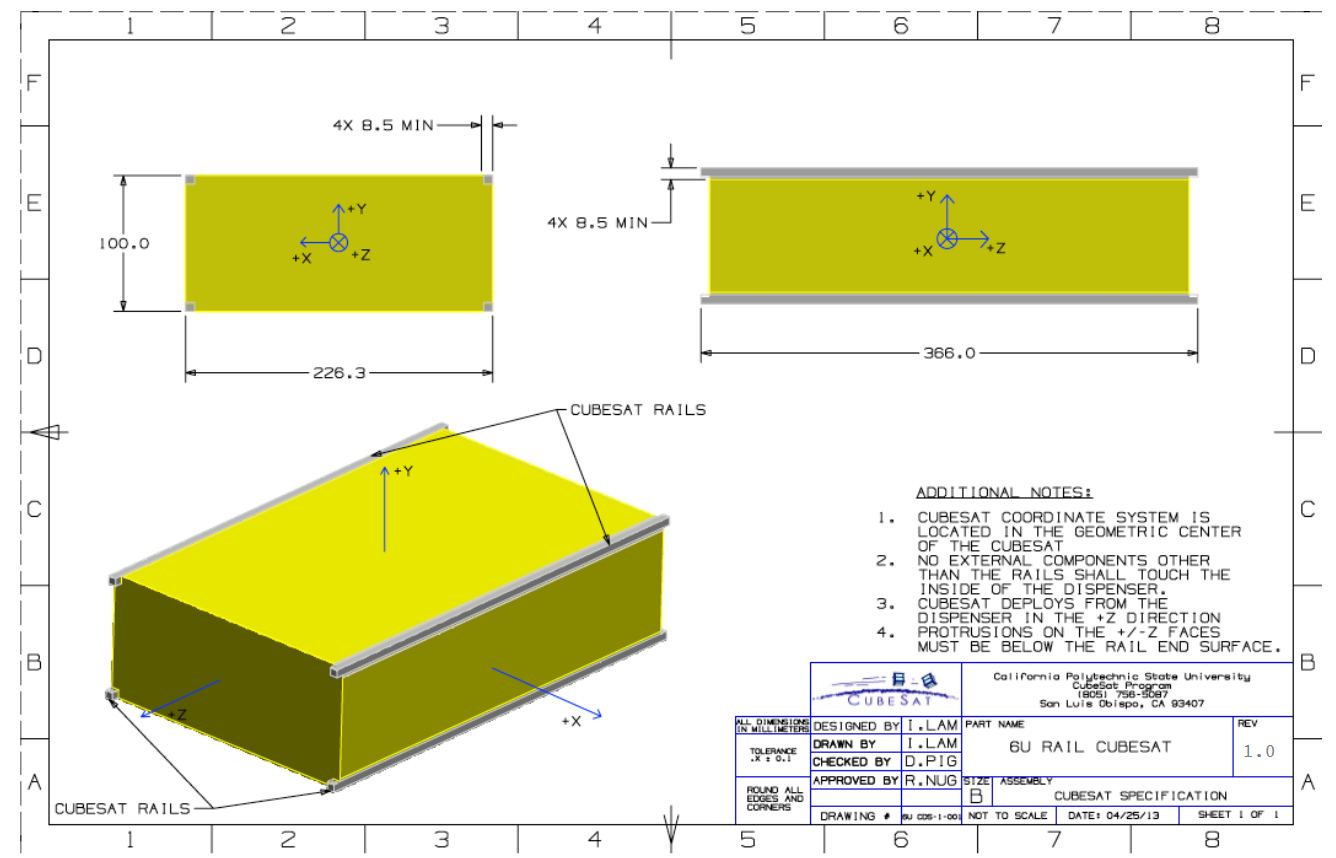 1 2 3 4 5 6 7 8
F F
4X 8.5 MIN
E E
100.0
+Y
+X
+Z
4X 8.5 MIN
+Y
+X
+Z
D D
226.3
366.0
CUBESAT RAILS
+Y
C C
ADDITIONAL NOTES:
1. CUBESAT COORDINATE SYSTEM IS
LOCATED IN THE GEOMETRIC CENTER
OF THE CUBESAT
2. NO EXTERNAL COMPONENTS OTHER
THAN THE RAILS SHALL TOUCH THE
INSIDE OF THE DISPENSER.
3. CUBESAT DEPLOYS FROM THE
DISPENSER IN THE +Z DIRECTION
4. PROTRUSIONS ON THE +/-Z FACES
MUST BE BELOW THE RAIL END SURFACE.
B B
+Z
+X
CUBESAT RAILS
A A
CUBESAT
California Polytechnic State University
CubeSat Program
(805) 756-5087
San Luis Obispo, CA 93407
ALL DIMENSIONS
IN MILLIMETERS
TOLERANCE
.X ± 0.1
ROUND ALL
EDGES AND
CORNERS
DESIGNED BY I.LAM
DRAWN BY I.LAM
CHECKED BY D.PIG
APPROVED BY R.NUG
DRAWING # 6U CDS-1-001
PART NAME
6U RAIL CUBESAT
REV
1.0
SIZE
B
ASSEMBLY
CUBESAT SPECIFICATION
NOT TO SCALE DATE: 04/25/13 SHEET 1 OF 1
1 2 3 4 5 6 7 8